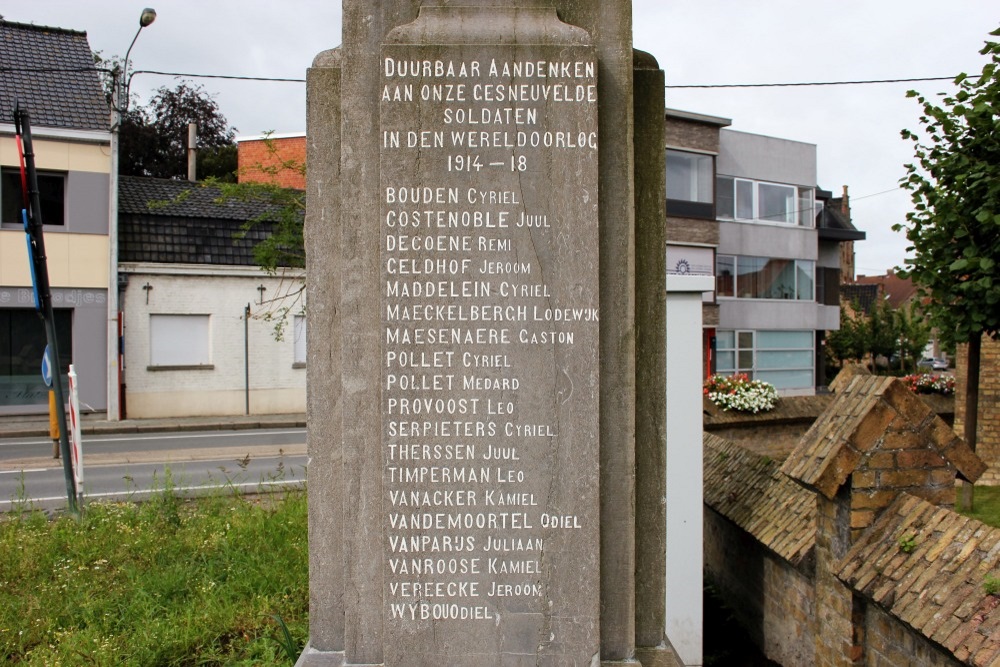 DUURBAAR AANDENKEN
AAN ONZE GESNEUVELDE
SOLDATEN
IN DEN WERELDOORLOG
1914-18
BOUDEN CYRIEL
COSTENOBLE JUUL
DECOENE REMI
GELDHOF JEROOM
MADDELEIN CYRIEL
MAECKELBERGH LODEWIJK
MAESENAERE GASTON
POLLET CYRIEL
POLLET MEDARD
PROVOOST LEO
SERPIETERS CYRIEL
THERSSEN JUUL
TIMPERMAN LEO
VANACKER KAMIEL
VANDEMOORTEL ODIEL
VANPARIJS JULIAAN
VANROOSE KAMIEL
VEREECKE JEROOM
WYBOU ODIEL